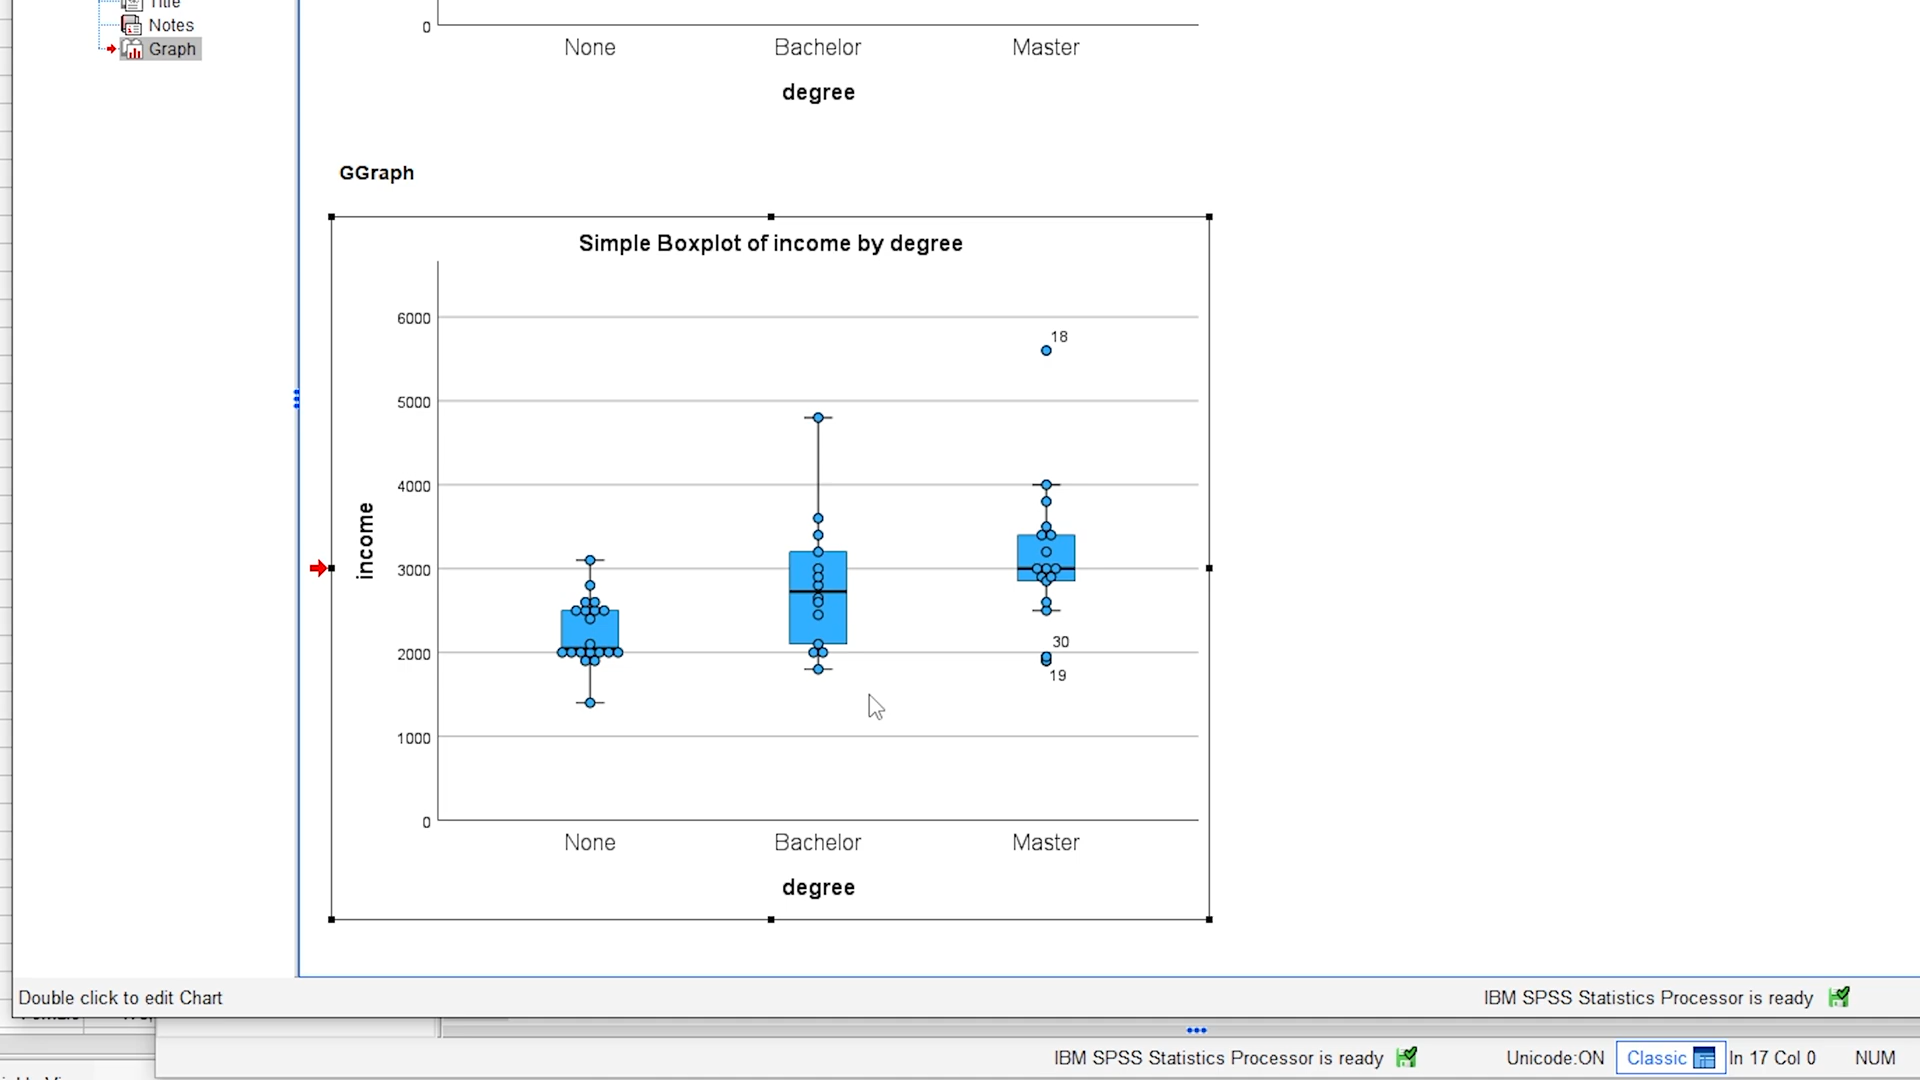 Title
Notes
Graph
0
None Bachelor Master
degree
GGraph
Simple Boxplot of income by degree
6000
5000
4000
3000
2000
1000
0
income
18
30
19
None Bachelor Master
degree
Double click to edit Chart
IBM SPSS Statistics Processor is ready
IBM SPSS Statistics Processor is ready
Unicode:ON
Classic
In 17 Col 0
NUM